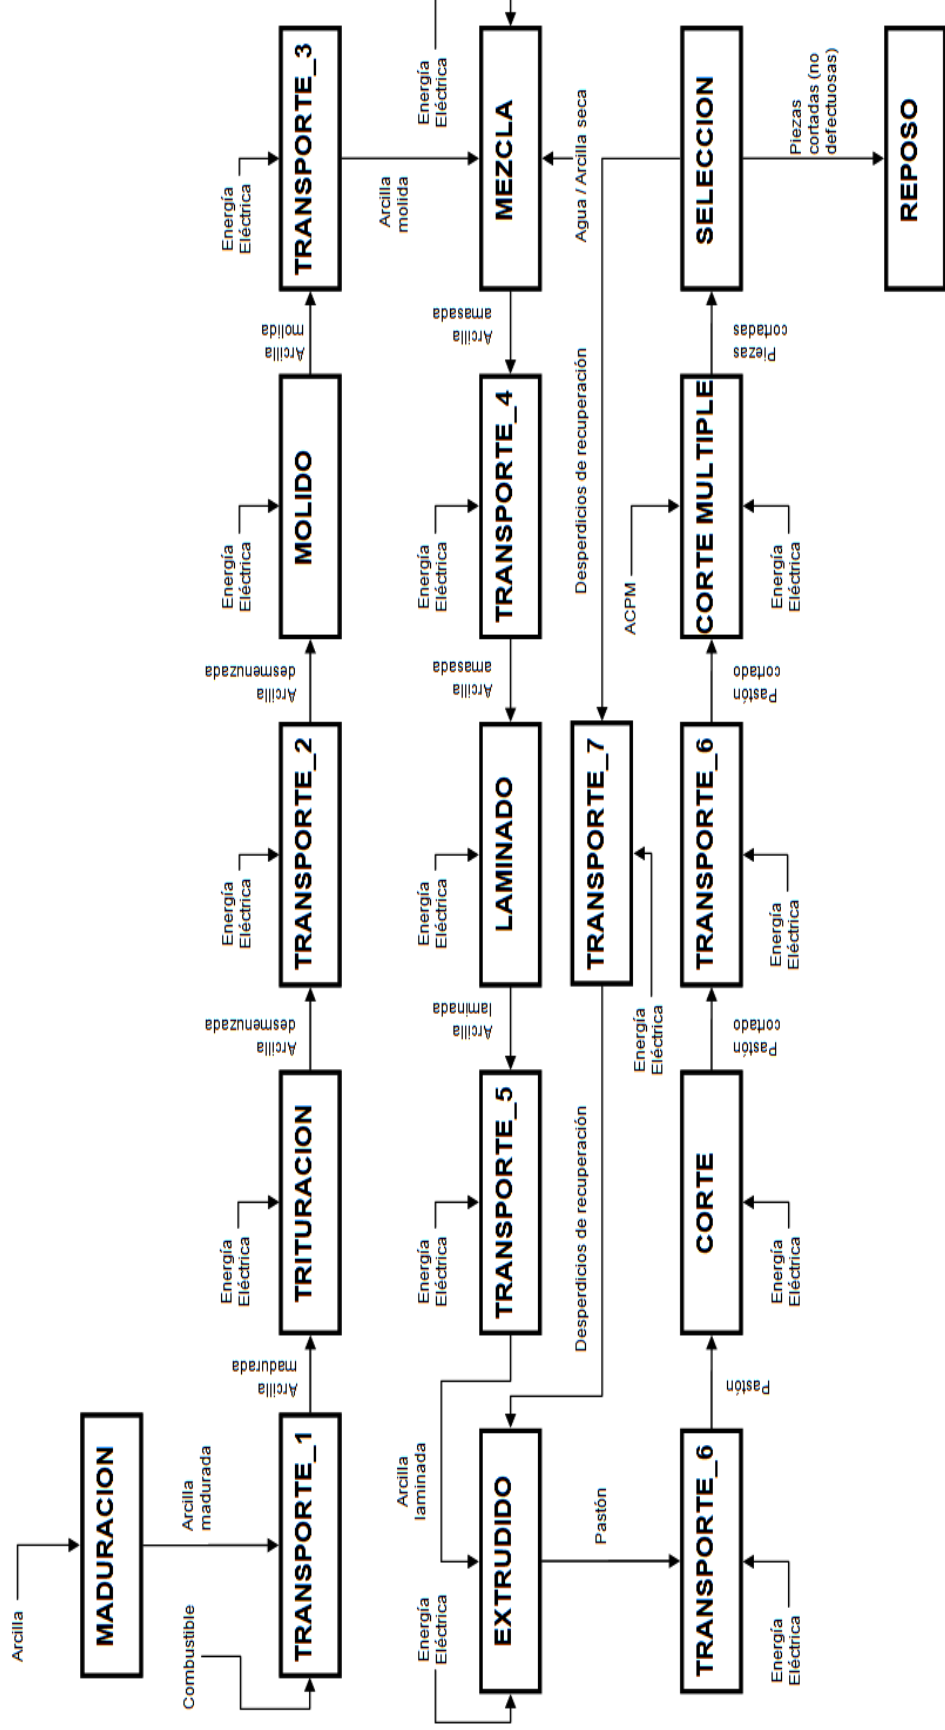 Arcilla
MADURACION
Arcilla
madurada
Combustible
TRANSPORTE_1
Arcilla
madurada
Energía
Eléctrica
TRITURACION
Arcilla
desmenuzada
Energía
Eléctrica
TRANSPORTE_2
Arcilla
desmenuzada
Energía
Eléctrica
MOLIDO
Arcilla
molida
Energía
Eléctrica
TRANSPORTE_3
Arcilla
molida
Energía
Eléctrica
MEZCLA
Agua / Arcilla seca
Arcilla
amasada
Energía
Eléctrica
TRANSPORTE_4
Arcilla
amasada
Energía
Eléctrica
LAMINADO
Arcilla
laminada
Energía
Eléctrica
TRANSPORTE_5
Arcilla
laminada
Energía
Eléctrica
EXTRUDIDO
Pastón
Desperdicios de recuperación
TRANSPORTE_7
Energía
Eléctrica
Desperdicios de recuperación
TRANSPORTE_6
Energía
Eléctrica
Pastón
CORTE
Energía
Eléctrica
Pastón
cortado
TRANSPORTE_6
Energía
Eléctrica
Pastón
cortado
ACPM
CORTE MULTIPLE
Energía
Eléctrica
Piezas
cortadas
SELECCION
Piezas
cortadas (no
defectuosas)
REPOSO